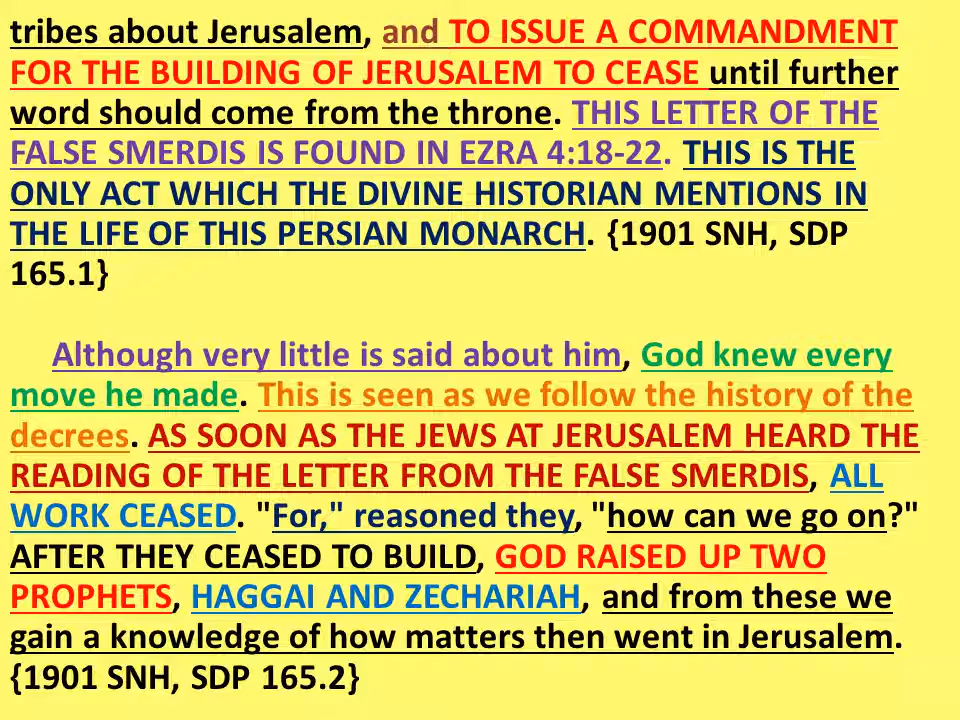 tribes about Jerusalem, and TO ISSUE A COMMANDMENT
FOR THE BUILDING OF JERUSALEM TO CEASE until further
word should come from the throne. THIS LETTER OF THE
FALSE SMERDIS IS FOUND IN EZRA 4:18-22. THIS IS THE
ONLY ACT WHICH THE DIVINE HISTORIAN MENTIONS IN
THE LIFE OF THIS PERSIAN MONARCH. {1901 SNH, SDP
165.1}
Although very little is said about him, God knew every
move he made. This is seen as we follow the history of the
decrees. AS SOON AS THE JEWS AT JERUSALEM HEARD THE
READING OF THE LETTER FROM THE FALSE SMERDIS, ALL
WORK CEASED. "For," reasoned they, "how can we go on?"
AFTER THEY CEASED TO BUILD, GOD RAISED UP TWO
PROPHETS, HAGGAI AND ZECHARIAH, and from these we
gain a knowledge of how matters then went in Jerusalem.
{1901 SNH, SDP 165.2}